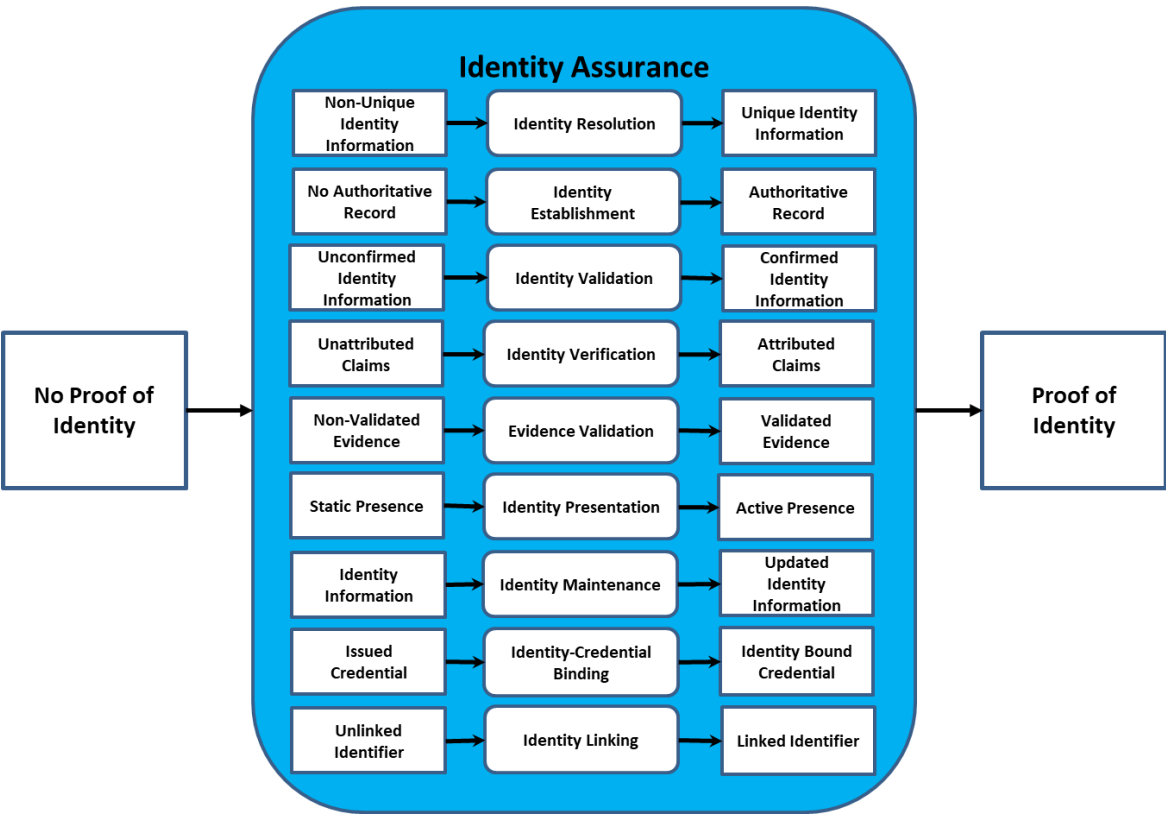 Identity Assurance
Non-Unique
Identity
Information
Identity Resolution
Unique Identity
Information
No Authoritative
Record
Identity
Establishment
Authoritative
Record
Unconfirmed
Identity
Information
Identity Validation
Confirmed
Identity
Information
Unattributed
Claims
Identity Verification
Attributed
Claims
No Proof of
Identity
Non-Validated
Evidence
Evidence Validation
Validated
Evidence
Proof of
Identity
Static Presence
Identity Presentation
Active Presence
Identity
Information
Identity Maintenance
Updated
Identity
Information
Issued
Credential
Identity-Credential
Binding
Identity Bound
Credential
Unlinked
Identifier
Identity Linking
Linked Identifier